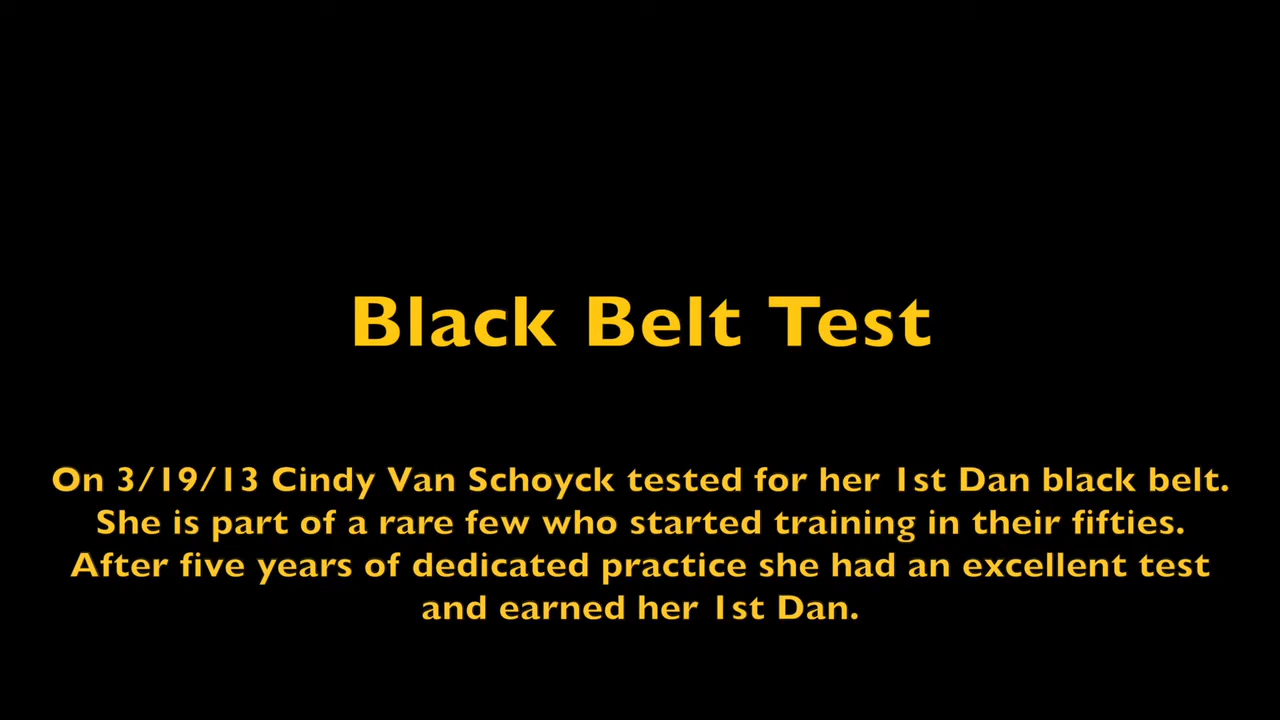 Black Belt Test
On 3/19/13 Cindy Van Schoyck tested for her 1st Dan black belt.
She is part of a rare few who started training in their fifties.
After five years of dedicated practice she had an excellent test
and earned her 1st Dan.